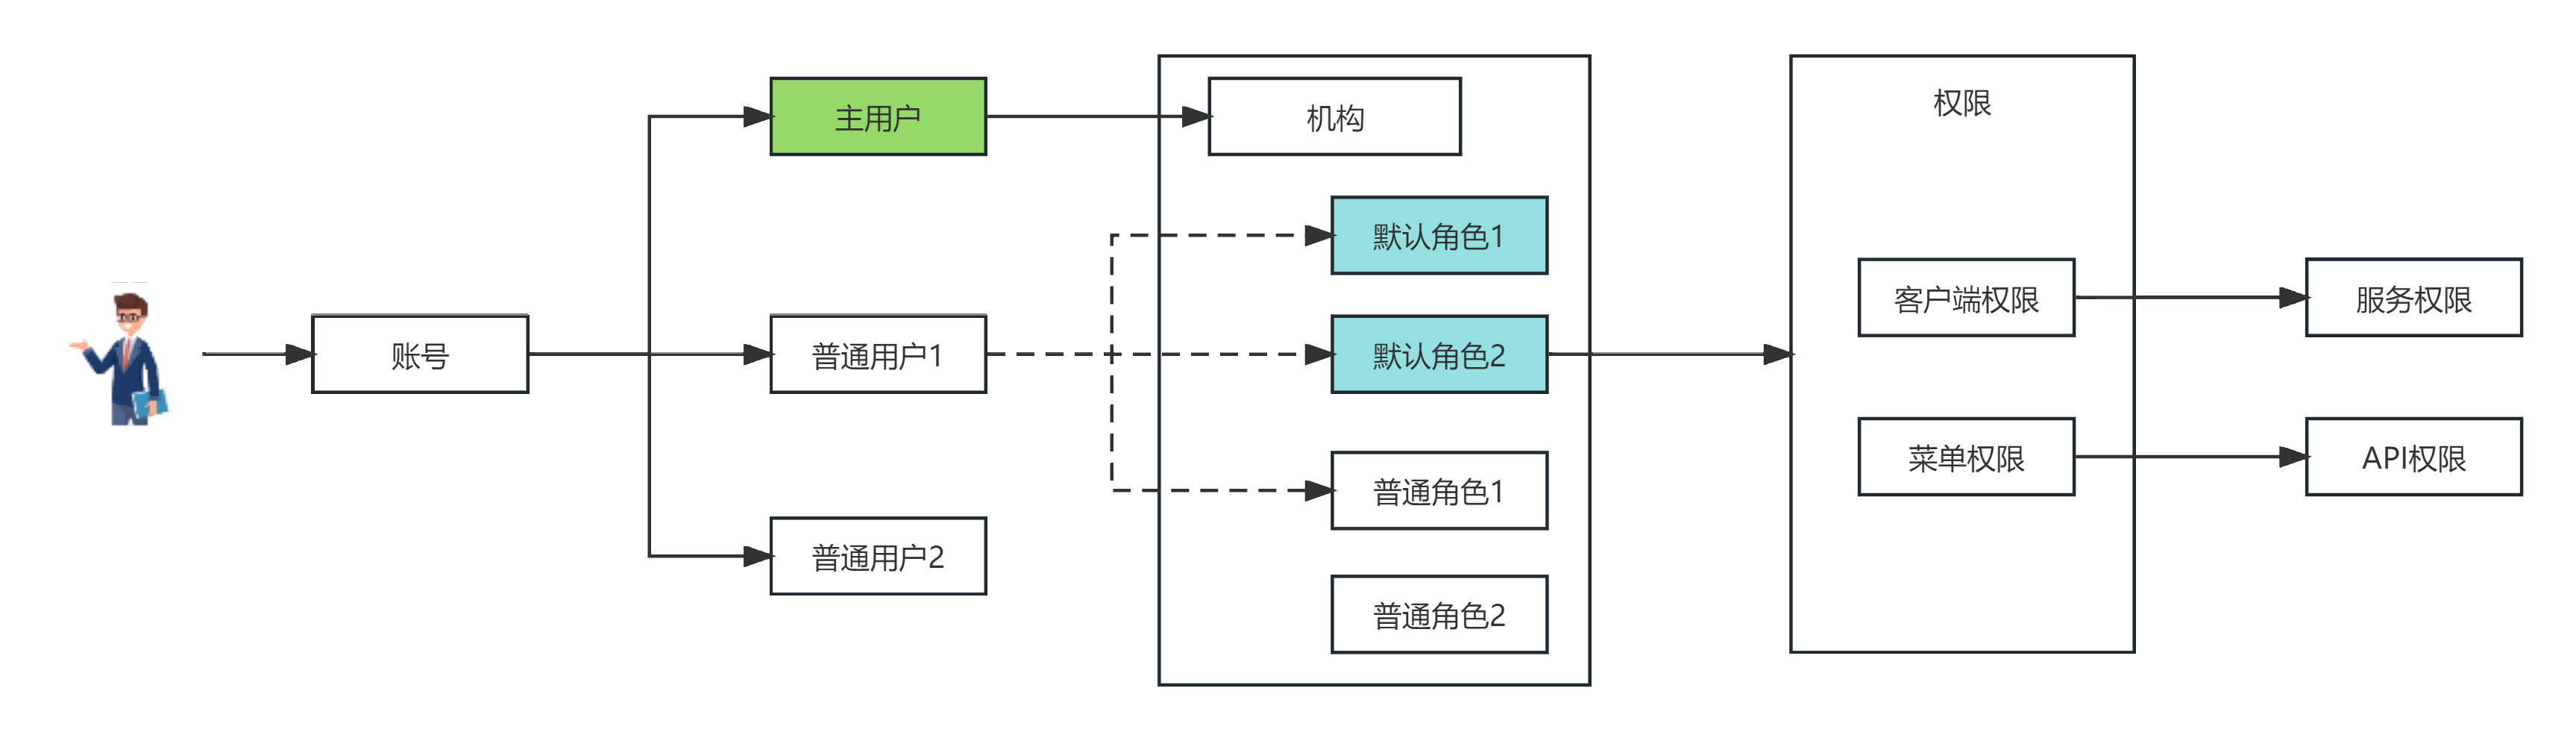 账号
主用户
普通用户1
普通用户2
机构
默认角色1
默认角色2
普通角色1
普通角色2
权限
客户端权限
菜单权限
服务权限
API权限